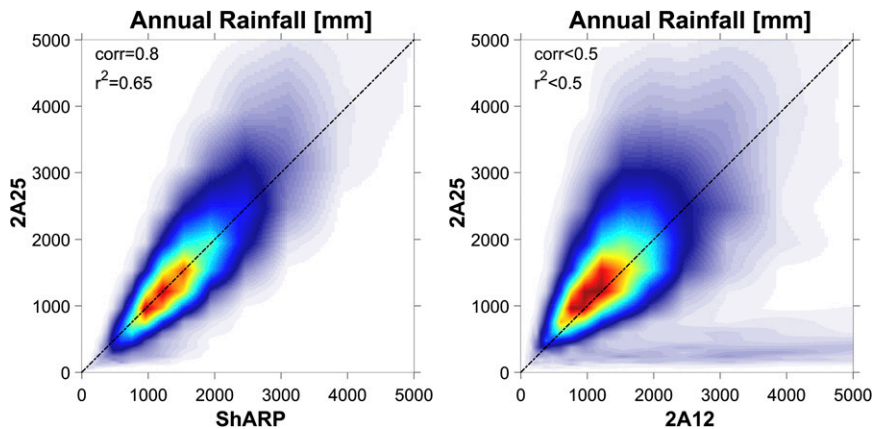 Annual Rainfall [mm]
corr=0.8
r²=0.65
5000
4000
3000
2000
1000
0
2A25
0 1000 2000 3000 4000 5000
ShARP
Annual Rainfall [mm]
corr<0.5
r²<0.5
5000
4000
3000
2000
1000
0
2A25
0 1000 2000 3000 4000 5000
2A12